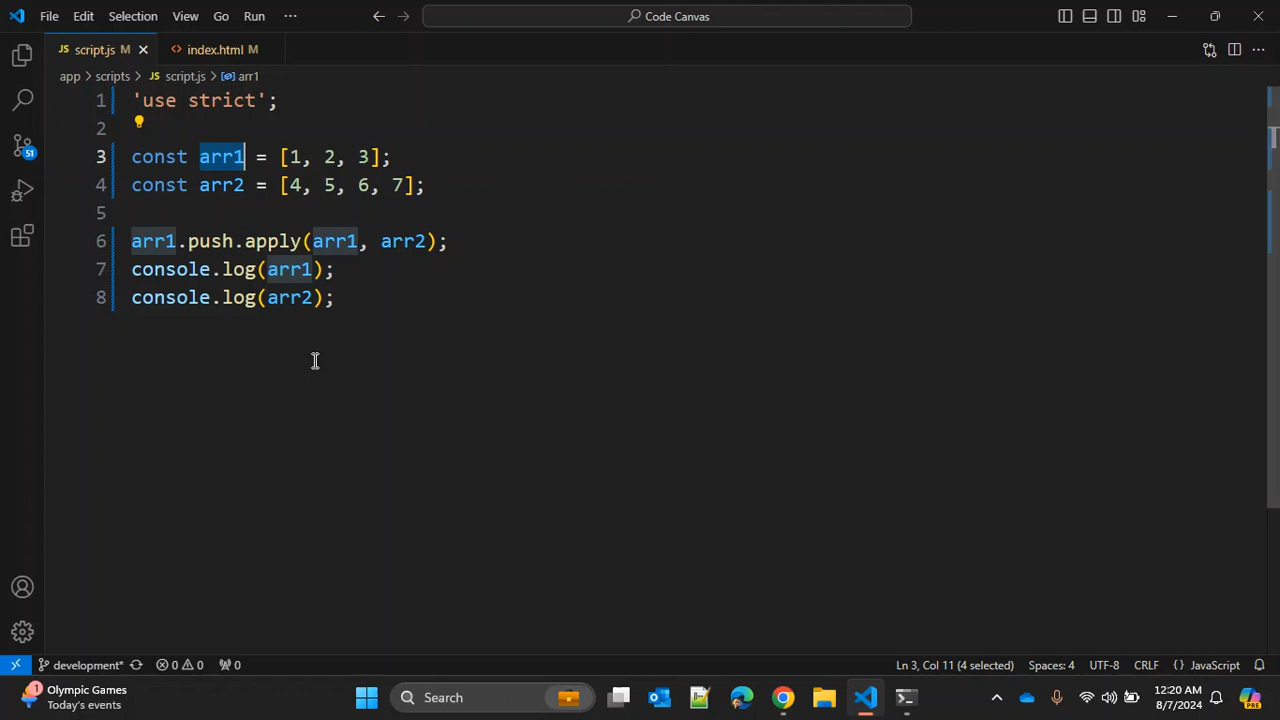 File Edit Selection View Go Run ··· Code Canvas
JS script.js M <> index.html M
app > scripts > JS script.js > arr1
1 'use strict';
2
3 const arr1 = [1, 2, 3];
4 const arr2 = [4, 5, 6, 7];
5
6 arr1.push.apply(arr1, arr2);
7 console.log(arr1);
8 console.log(arr2);
51
development* 0 0 0 Ln 3, Col 11 (4 selected) Spaces: 4 UTF-8 CRLF {} JavaScript
1 Olympic Games
Today's events
Search
12:20 AM
8/7/2024
PRE